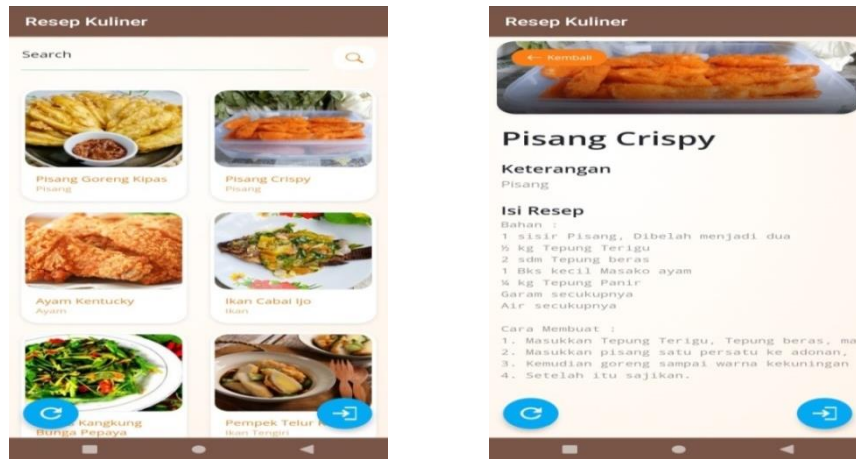 Resep Kuliner
Search
Pisang Goreng Kipas
Pisang
Pisang Crispy
Pisang
Ayam Kentucky
Ayam
Ikan Cabai Ijo
Ikan
Kangkung
Bunga Pepaya
Pempek Telur
Ikan Tengiri
Resep Kuliner
← Kembali
Pisang Crispy
Keterangan
Pisang
Isi Resep
Bahan :
1 sisir Pisang, Dibelah menjadi dua
½ kg Tepung Terigu
2 sdm Tepung beras
1 Bks kecil Masako ayam
¼ kg Tepung Panir
Garam secukupnya
Air secukupnya
Cara Membuat :
1. Masukkan Tepung Terigu, Tepung beras, ma
2. Masukkan pisang satu persatu ke adonan,
3. Kemudian goreng sampai warna kekuningan
4. Setelah itu sajikan.